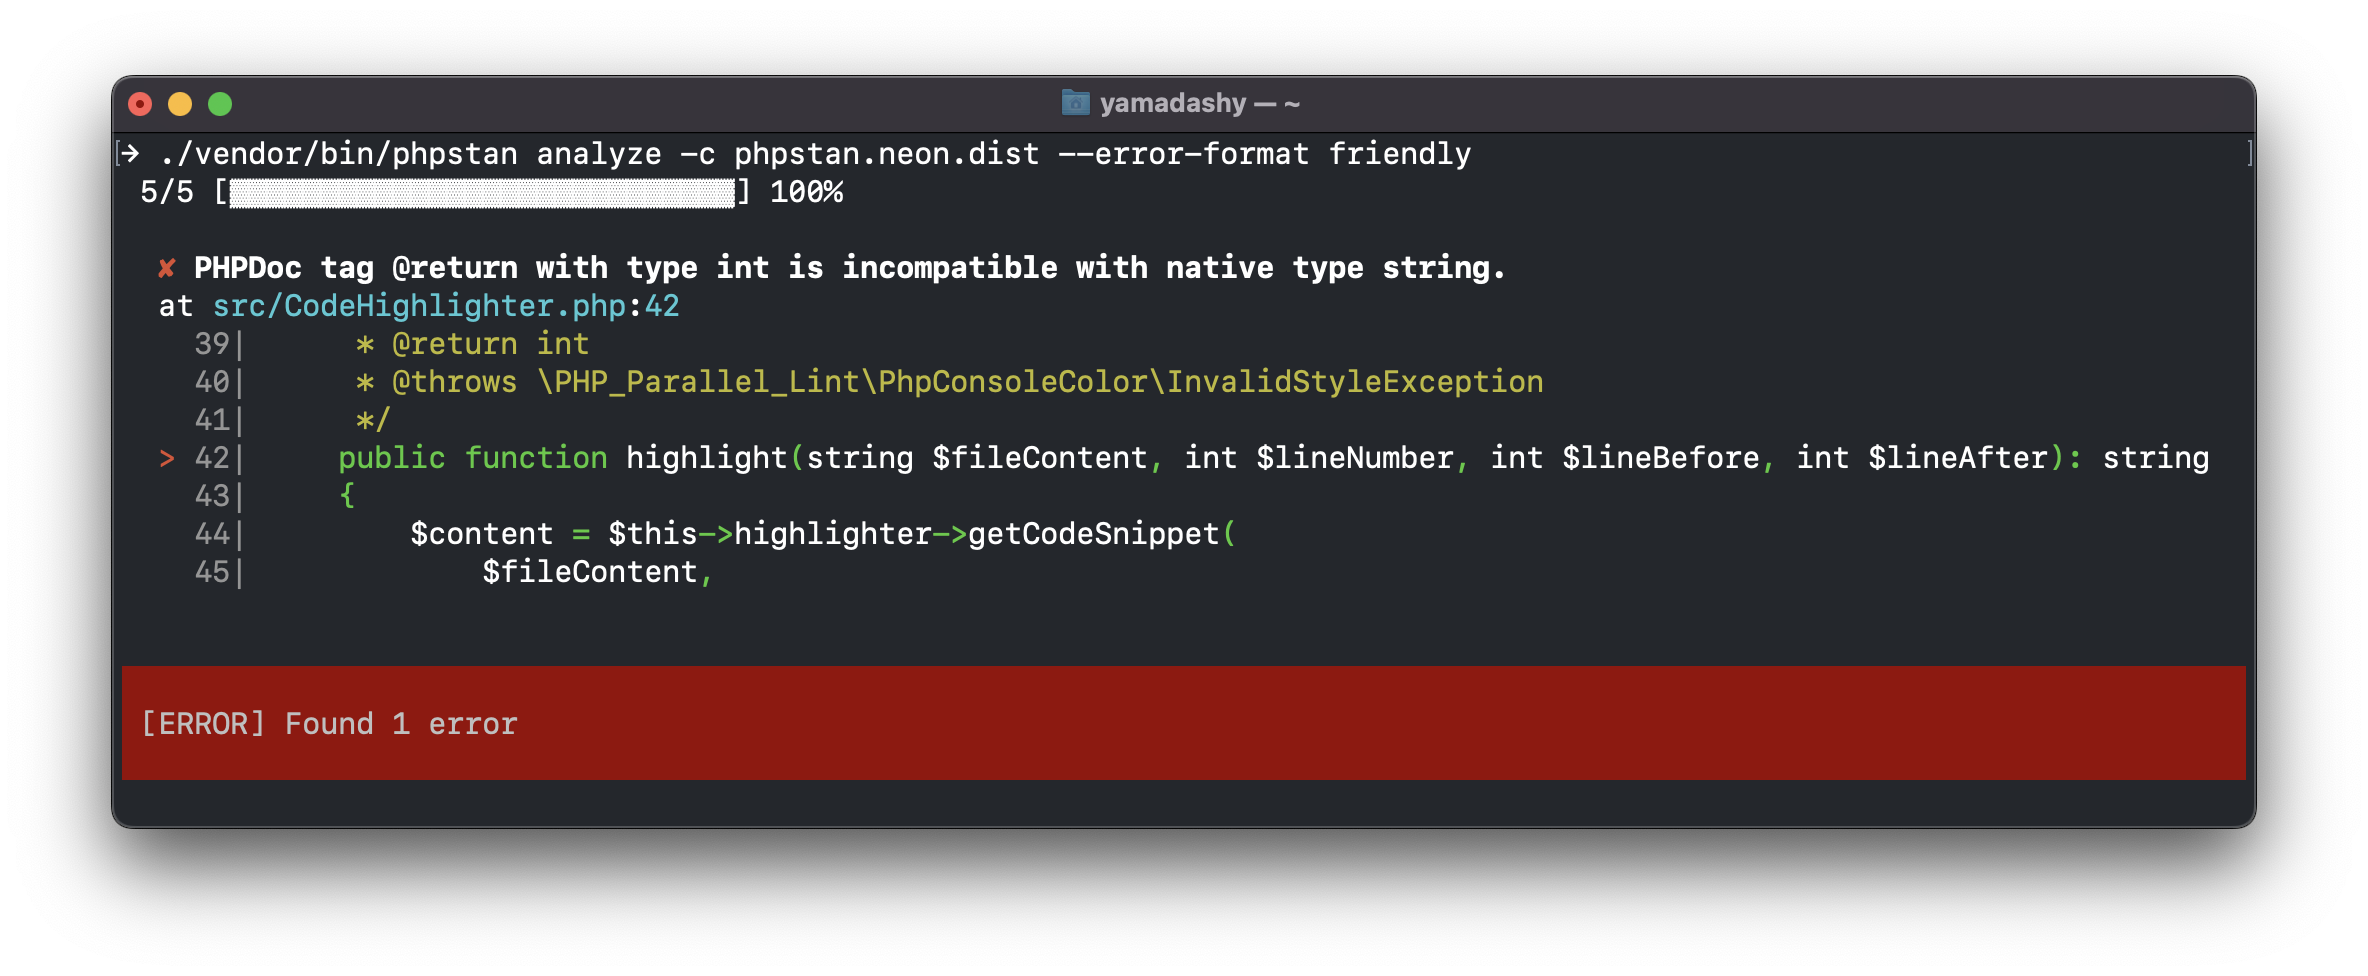 yamadashy — ~
[→ ./vendor/bin/phpstan analyze -c phpstan.neon.dist --error-format friendly ]
5/5 [▓▓▓▓▓▓▓▓▓▓▓▓▓▓▓▓▓▓▓▓▓▓▓▓▓▓▓▓] 100%
✘ PHPDoc tag @return with type int is incompatible with native type string.
at src/CodeHighlighter.php:42
39|      * @return int
40|      * @throws \PHP_Parallel_Lint\PhpConsoleColor\InvalidStyleException
41|      */
> 42|     public function highlight(string $fileContent, int $lineNumber, int $lineBefore, int $lineAfter): string
43|     {
44|         $content = $this->highlighter->getCodeSnippet(
45|             $fileContent,
[ERROR] Found 1 error